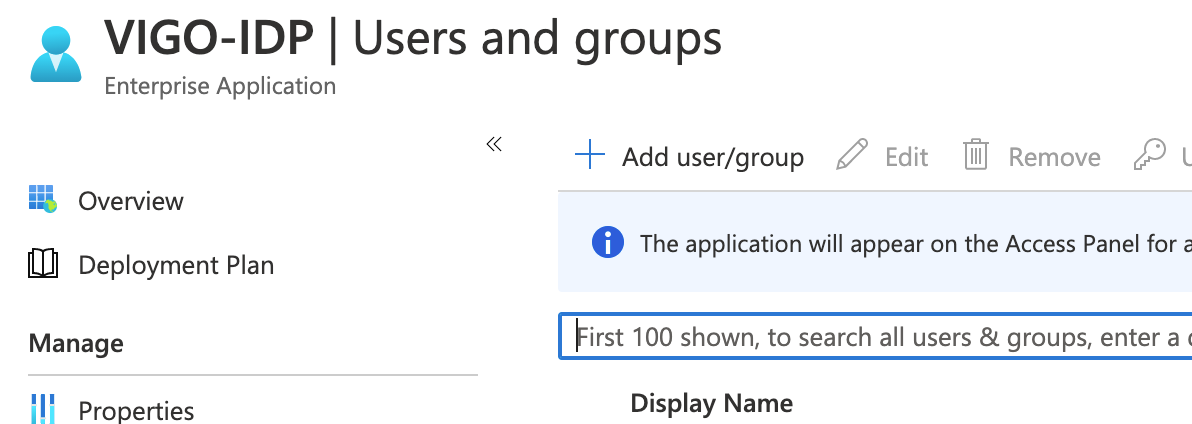 VIGO-IDP | Users and groups
Enterprise Application
«
Add user/group Edit Remove
Overview
The application will appear on the Access Panel for
Deployment Plan
First 100 shown, to search all users & groups, enter a
Manage
Display Name
Properties